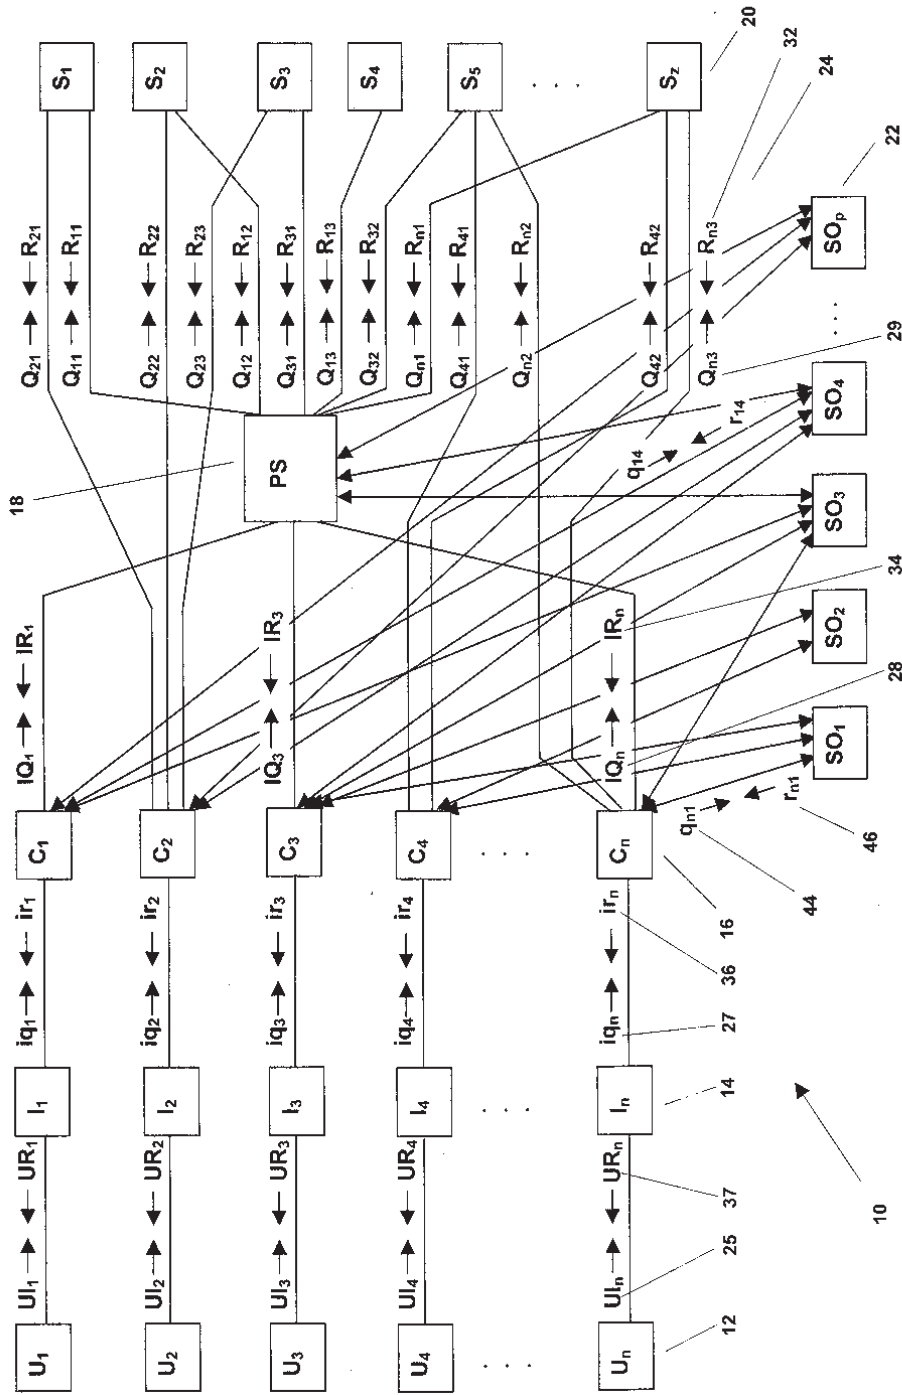 UI₁ → ← UR₁ iq₁ → ← ir₁ IQ₁ → ← IR₁ 18 Q₂₁ → ← R₂₁
U₁ I₁ C₁ S₁
Q₁₁ → ← R₁₁
UI₂ → ← UR₂ iq₂ → ← ir₂ Q₂₂ → ← R₂₂
U₂ I₂ C₂ S₂
Q₂₃ → ← R₂₃
Q₁₂ → ← R₁₂
UI₃ → ← UR₃ iq₃ → ← ir₃ IQ₃ → ← IR₃ PS Q₃₁ → ← R₃₁
U₃ I₃ C₃ S₃
Q₁₃ → ← R₁₃
Q₃₂ → ← R₃₂ S₄
UI₄ → ← UR₄ iq₄ → ← ir₄ Qₙ₁ → ← Rₙ₁
U₄ I₄ C₄
Q₄₁ → ← R₄₁ S₅
Qₙ₂ → ← Rₙ₂
. . . . . . . . . . . .
UIₙ → ← URₙ iqₙ → ← irₙ IQₙ → ← IRₙ
Uₙ Iₙ Cₙ q₁₄ Q₄₂ → ← R₄₂ S_z
qₙ₁ Qₙ₃ → ← Rₙ₃
12 25 37 14 27 36 16 r₁₄ 20
rₙ₁ 32
44 24
SO₁ SO₂ SO₃ SO₄ . . . SOₚ
10 46 28 34 29 22